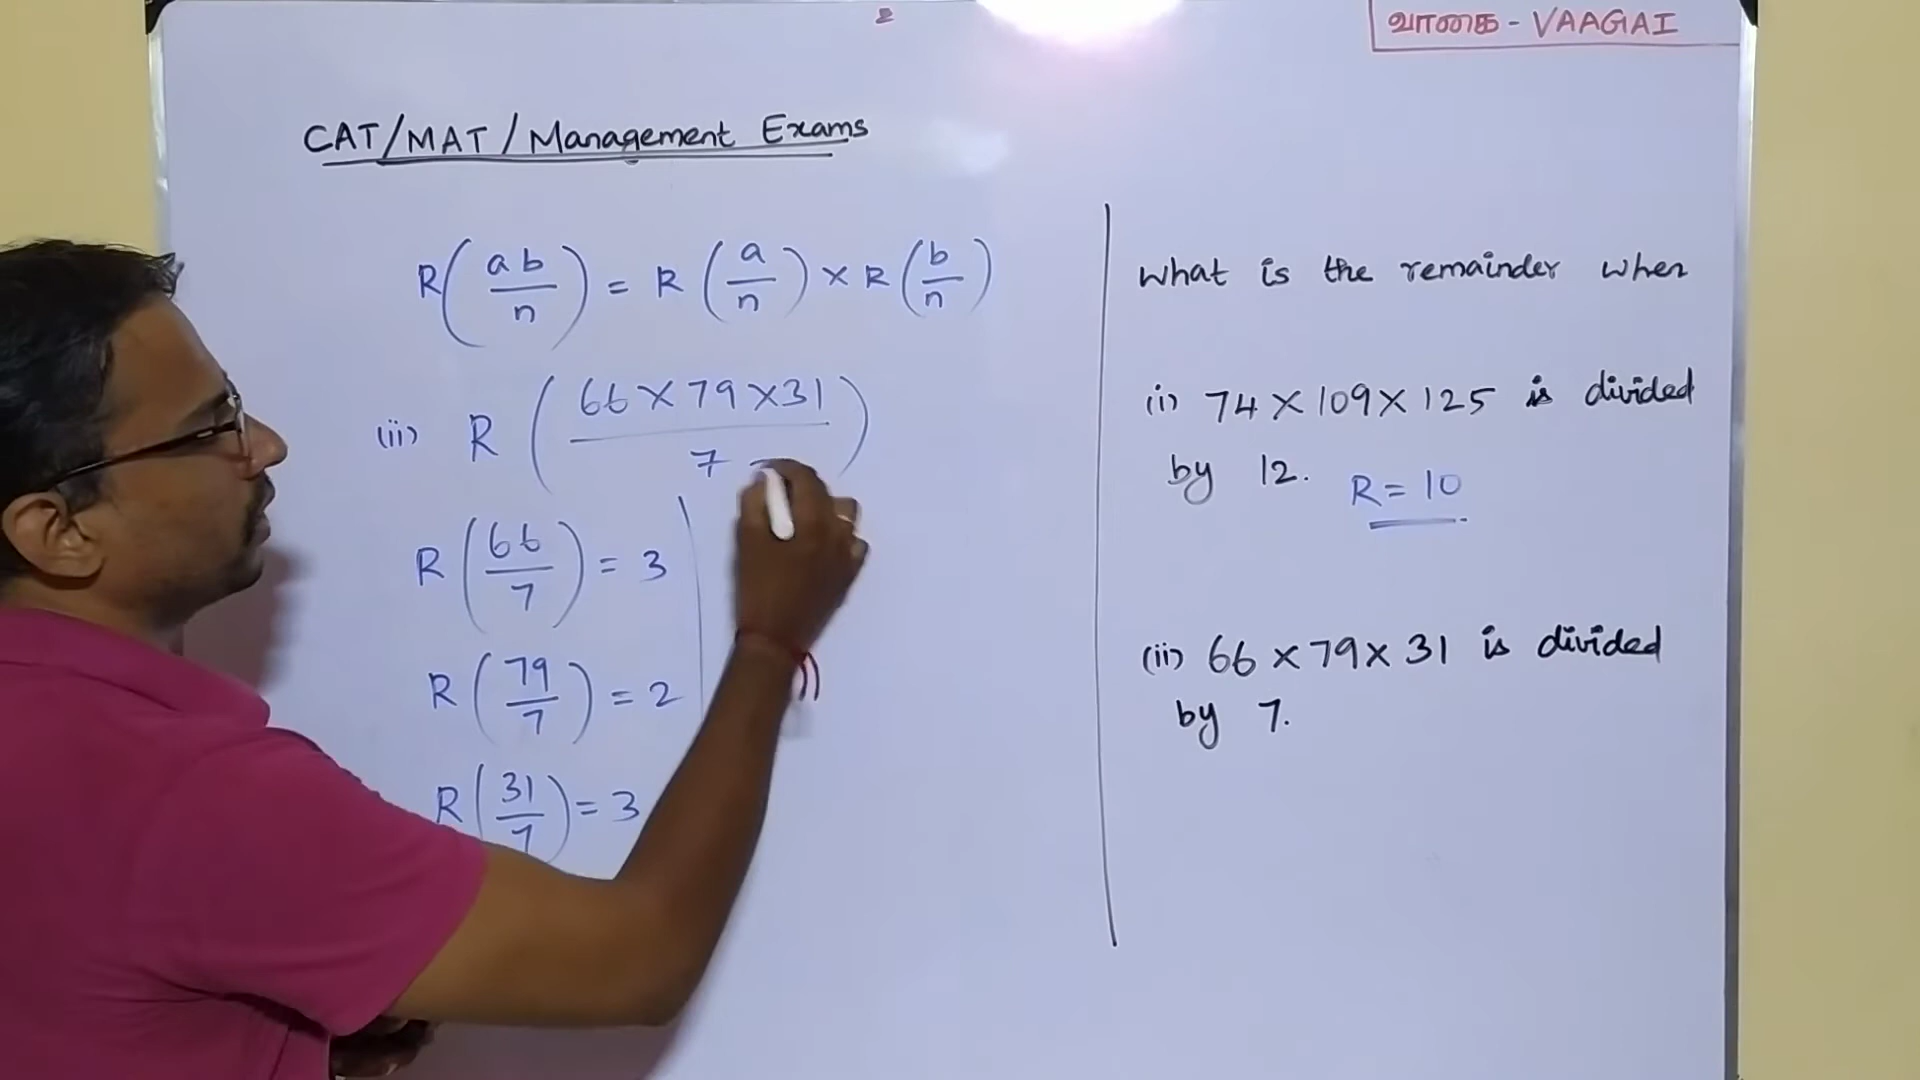 வாகை - VAAGAI
CAT/MAT/Management Exams
R(ab/n) = R(a/n) × R(b/n)
(ii) R(66×79×31/7)
R(66/7) = 3
R(79/7) = 2
R(31/7) = 3
What is the remainder when
(i) 74×109×125 is divided
by 12. R = 10
(ii) 66×79×31 is divided
by 7.